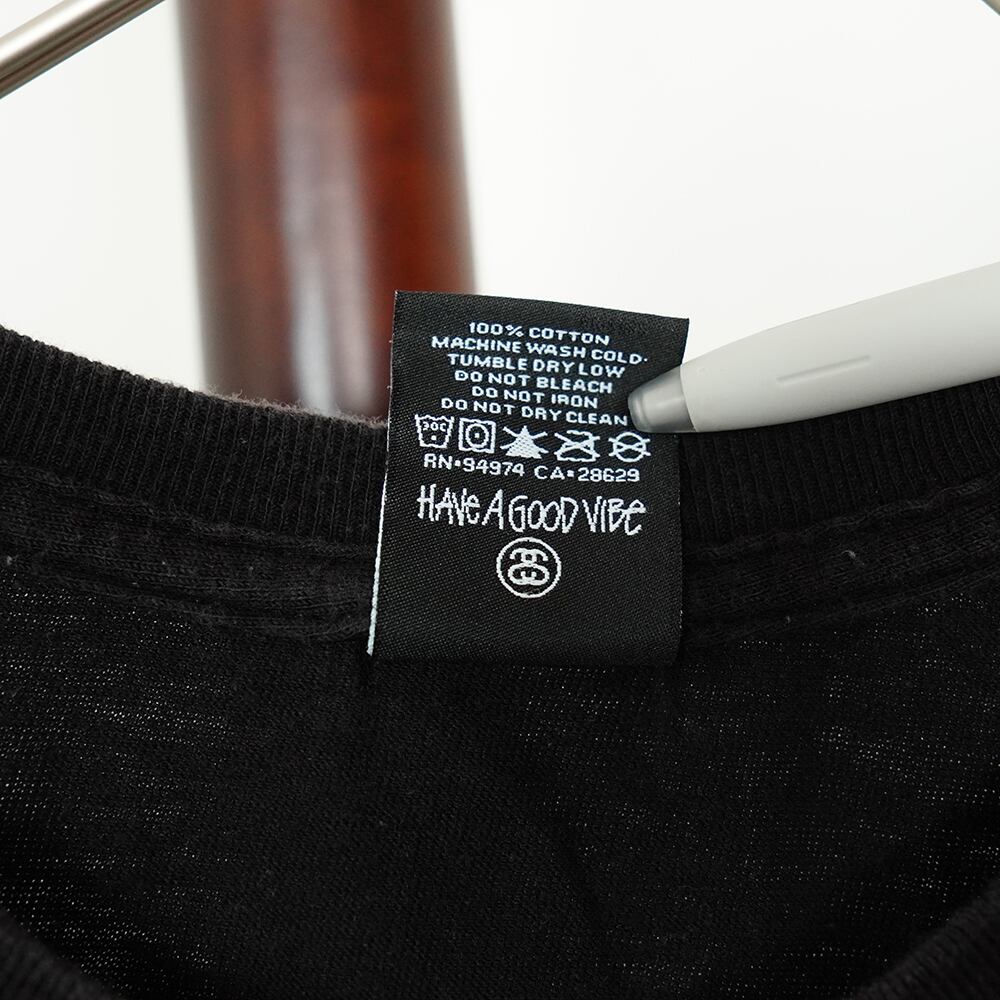 100% COTTON
MACHINE WASH COLD
TUMBLE DRY LOW
DO NOT BLEACH
DO NOT IRON
DO NOT DRY CLEAN
30C
RN•94974 CA•28629
HAVE A GOOD VIBE